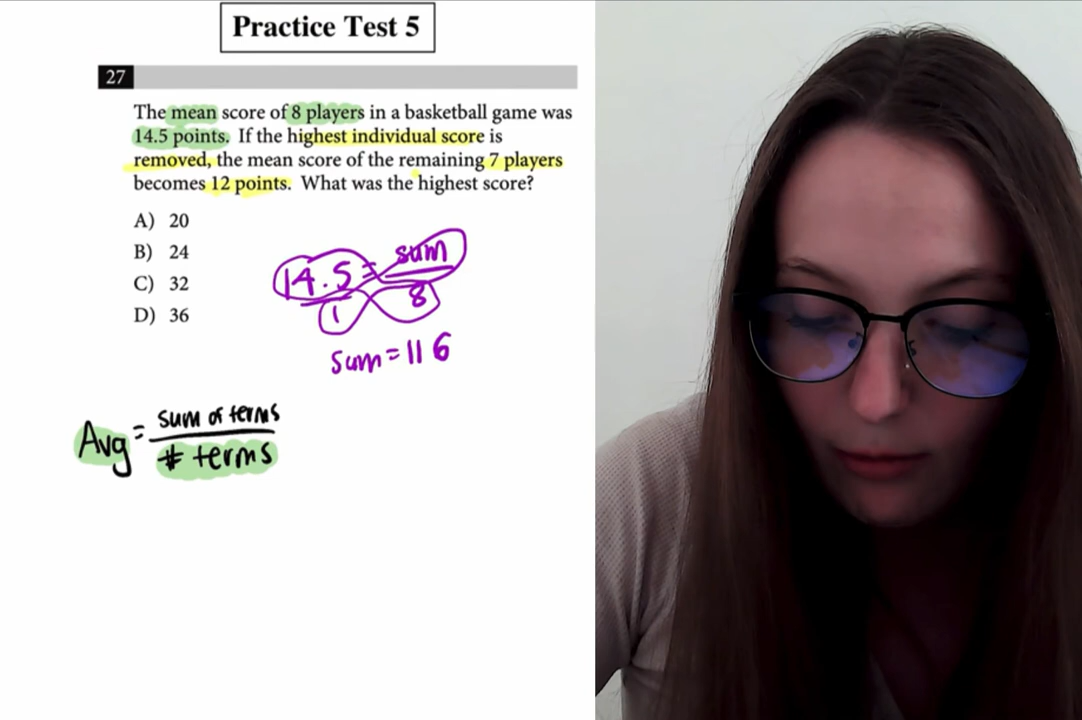 Practice Test 5
27
The mean score of 8 players in a basketball game was
14.5 points. If the highest individual score is
removed, the mean score of the remaining 7 players
becomes 12 points. What was the highest score?
A) 20
B) 24
C) 32
D) 36
14.5 = sum
1 8
sum = 116
Avg = sum of terms
# terms